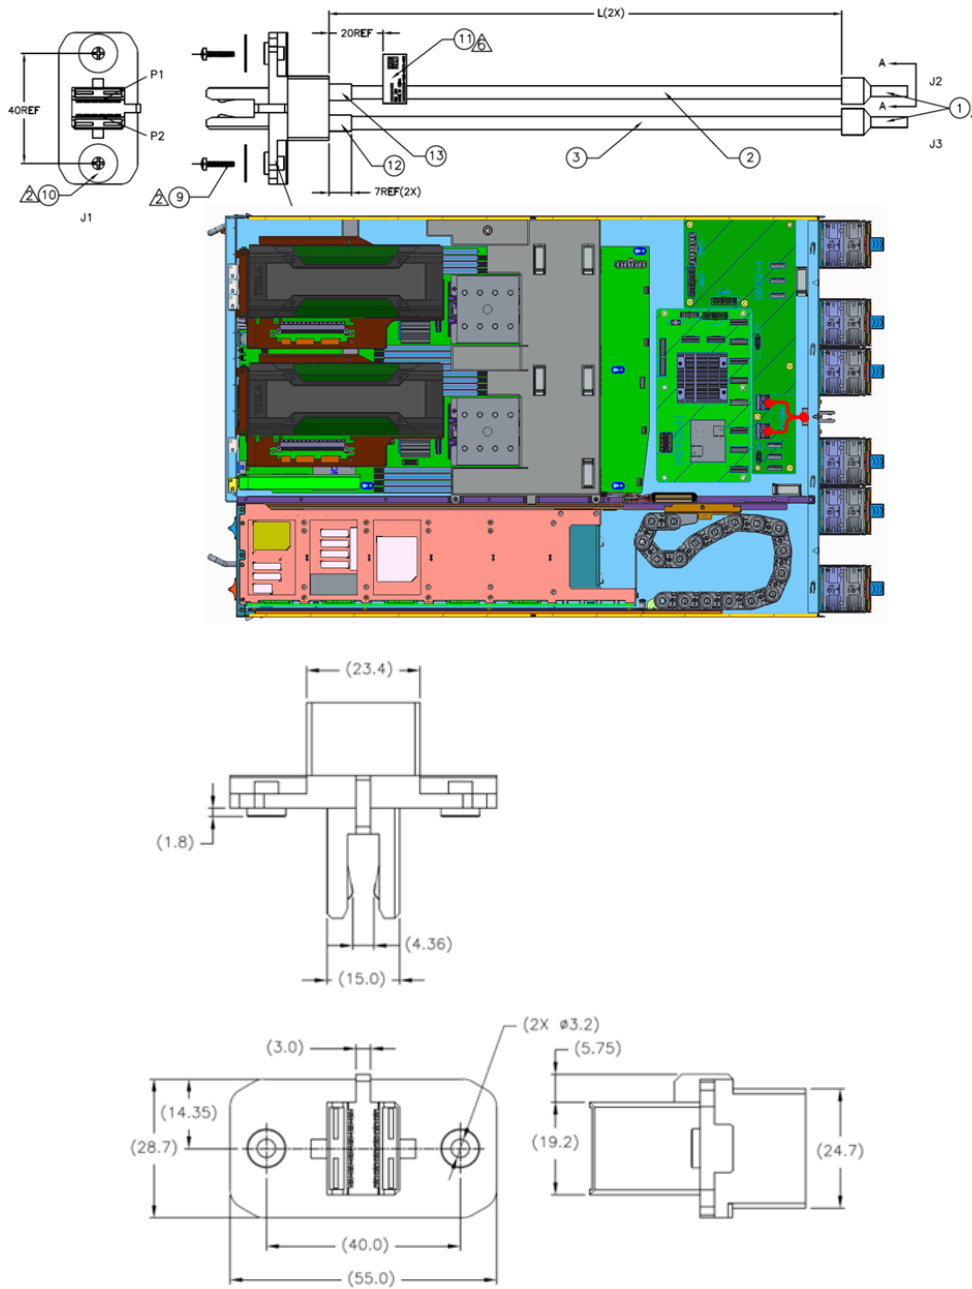 L(2X)
20REF
11
6
A
J2
P1
40REF
A
1
P2
J3
13
12
3
2
2
10
2
9
7REF(2X)
J1
TESLA
TESLA
(23.4)
(1.8)
(4.36)
(15.0)
(2X ø3.2)
(3.0)
(5.75)
(14.35)
(28.7)
(19.2)
(24.7)
(40.0)
(55.0)